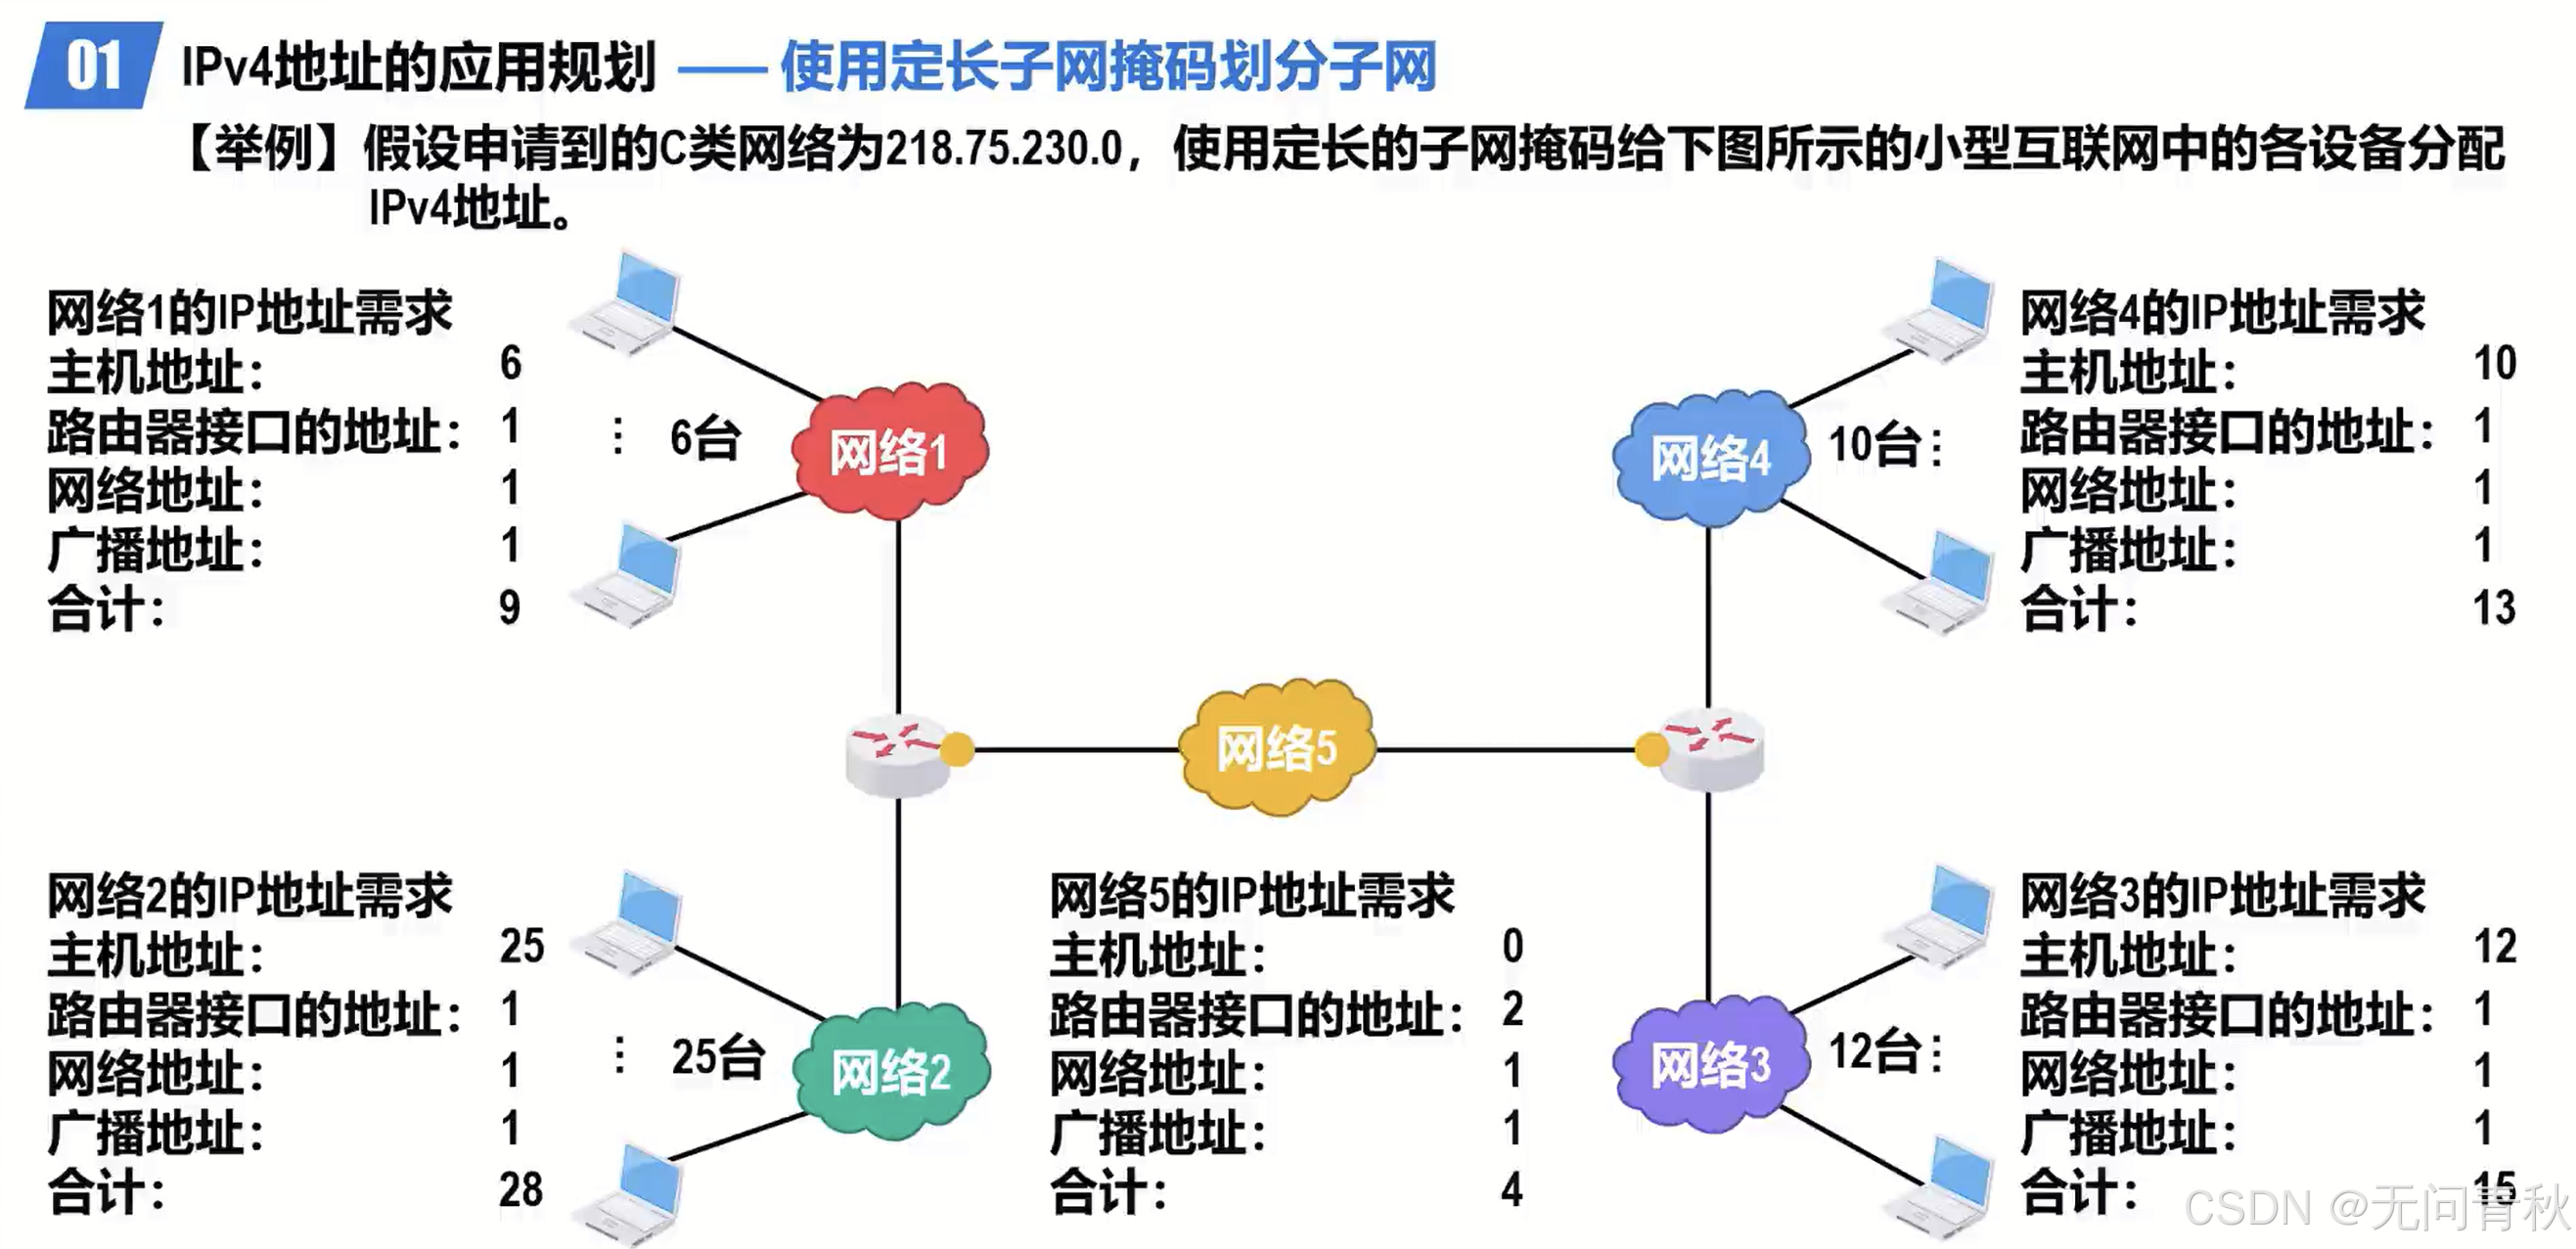 01
IPv4地址的应用规划 —— 使用定长子网掩码划分子网
【举例】假设申请到的C类网络为218.75.230.0，使用定长的子网掩码给下图所示的小型互联网中的各设备分配
IPv4地址。
网络1的IP地址需求
主机地址： 6
路由器接口的地址： 1
网络地址： 1
广播地址： 1
合计： 9
⋮ 6台
网络1
网络4
10台⋮
网络4的IP地址需求
主机地址： 10
路由器接口的地址： 1
网络地址： 1
广播地址： 1
合计： 13
网络5
网络2的IP地址需求
主机地址： 25
路由器接口的地址： 1
网络地址： 1
广播地址： 1
合计： 28
⋮ 25台
网络2
网络5的IP地址需求
主机地址： 0
路由器接口的地址： 2
网络地址： 1
广播地址： 1
合计： 4
网络3
12台⋮
网络3的IP地址需求
主机地址： 12
路由器接口的地址： 1
网络地址： 1
广播地址： 1
合计： 15
CSDN @无问青秋